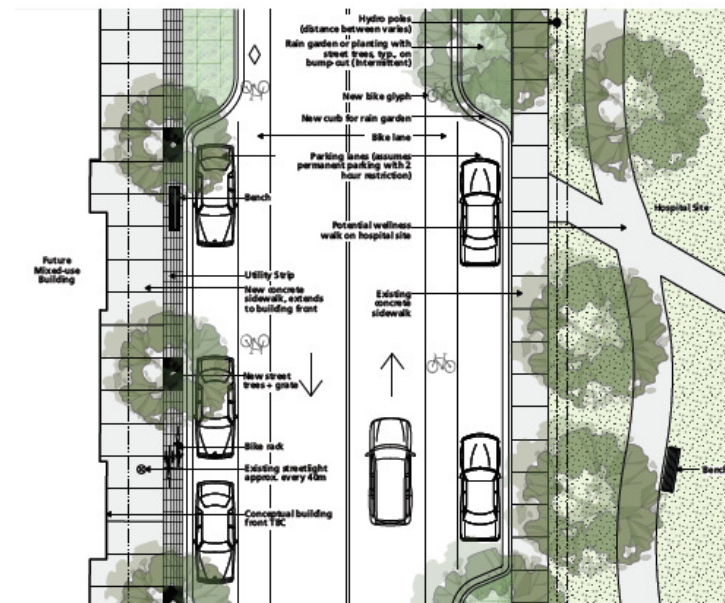 Hydro poles
(distance between varies)
Rain garden or planting with
street trees, typ., on
bump-out (Intermittent)
New bike glyph
New curb for rain garden
Bike lane
Parking lanes (assumes
permanent parking with 2
hour restriction)
Bench
Hospital Site
Potential wellness
walk on hospital site
Future
Mixed-use
Building
Utility Strip
New concrete
sidewalk, extends
to building front
Existing
concrete
sidewalk
New street
trees + grate
Bike rack
Existing streetlight
approx. every 40m
Bench
Conceptual building
front TBC